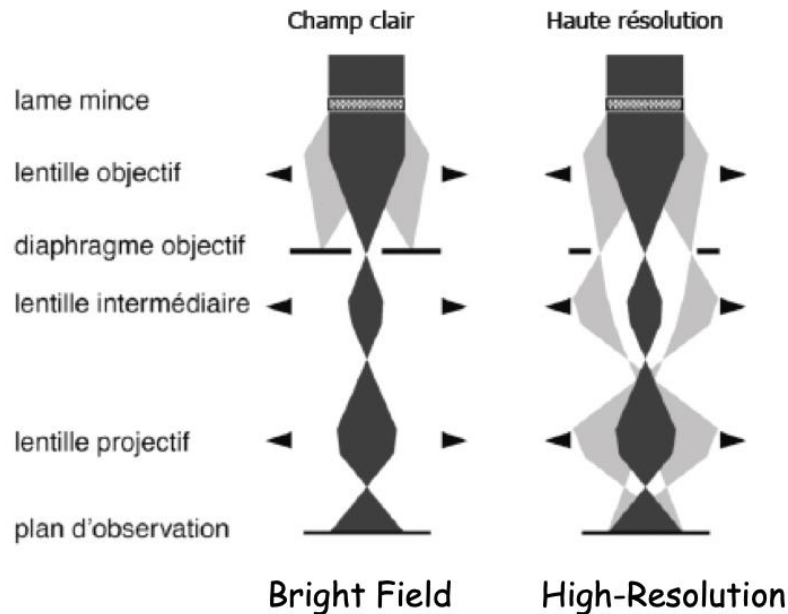 Champ clair
Haute résolution
lame mince
lentille objectif
diaphragme objectif
lentille intermédiaire
lentille projectif
plan d'observation
Bright Field
High-Resolution